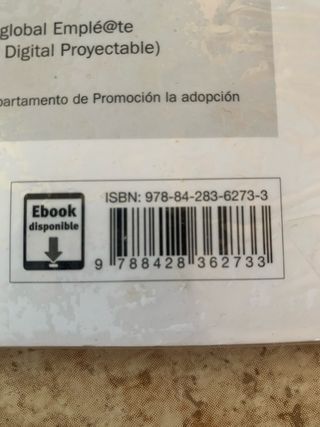 global Emplé@te
Digital Proyectable)
partamento de Promoción la adopción
ISBN: 978-84-283-6273-3
Ebook
disponible
9 788428 362733